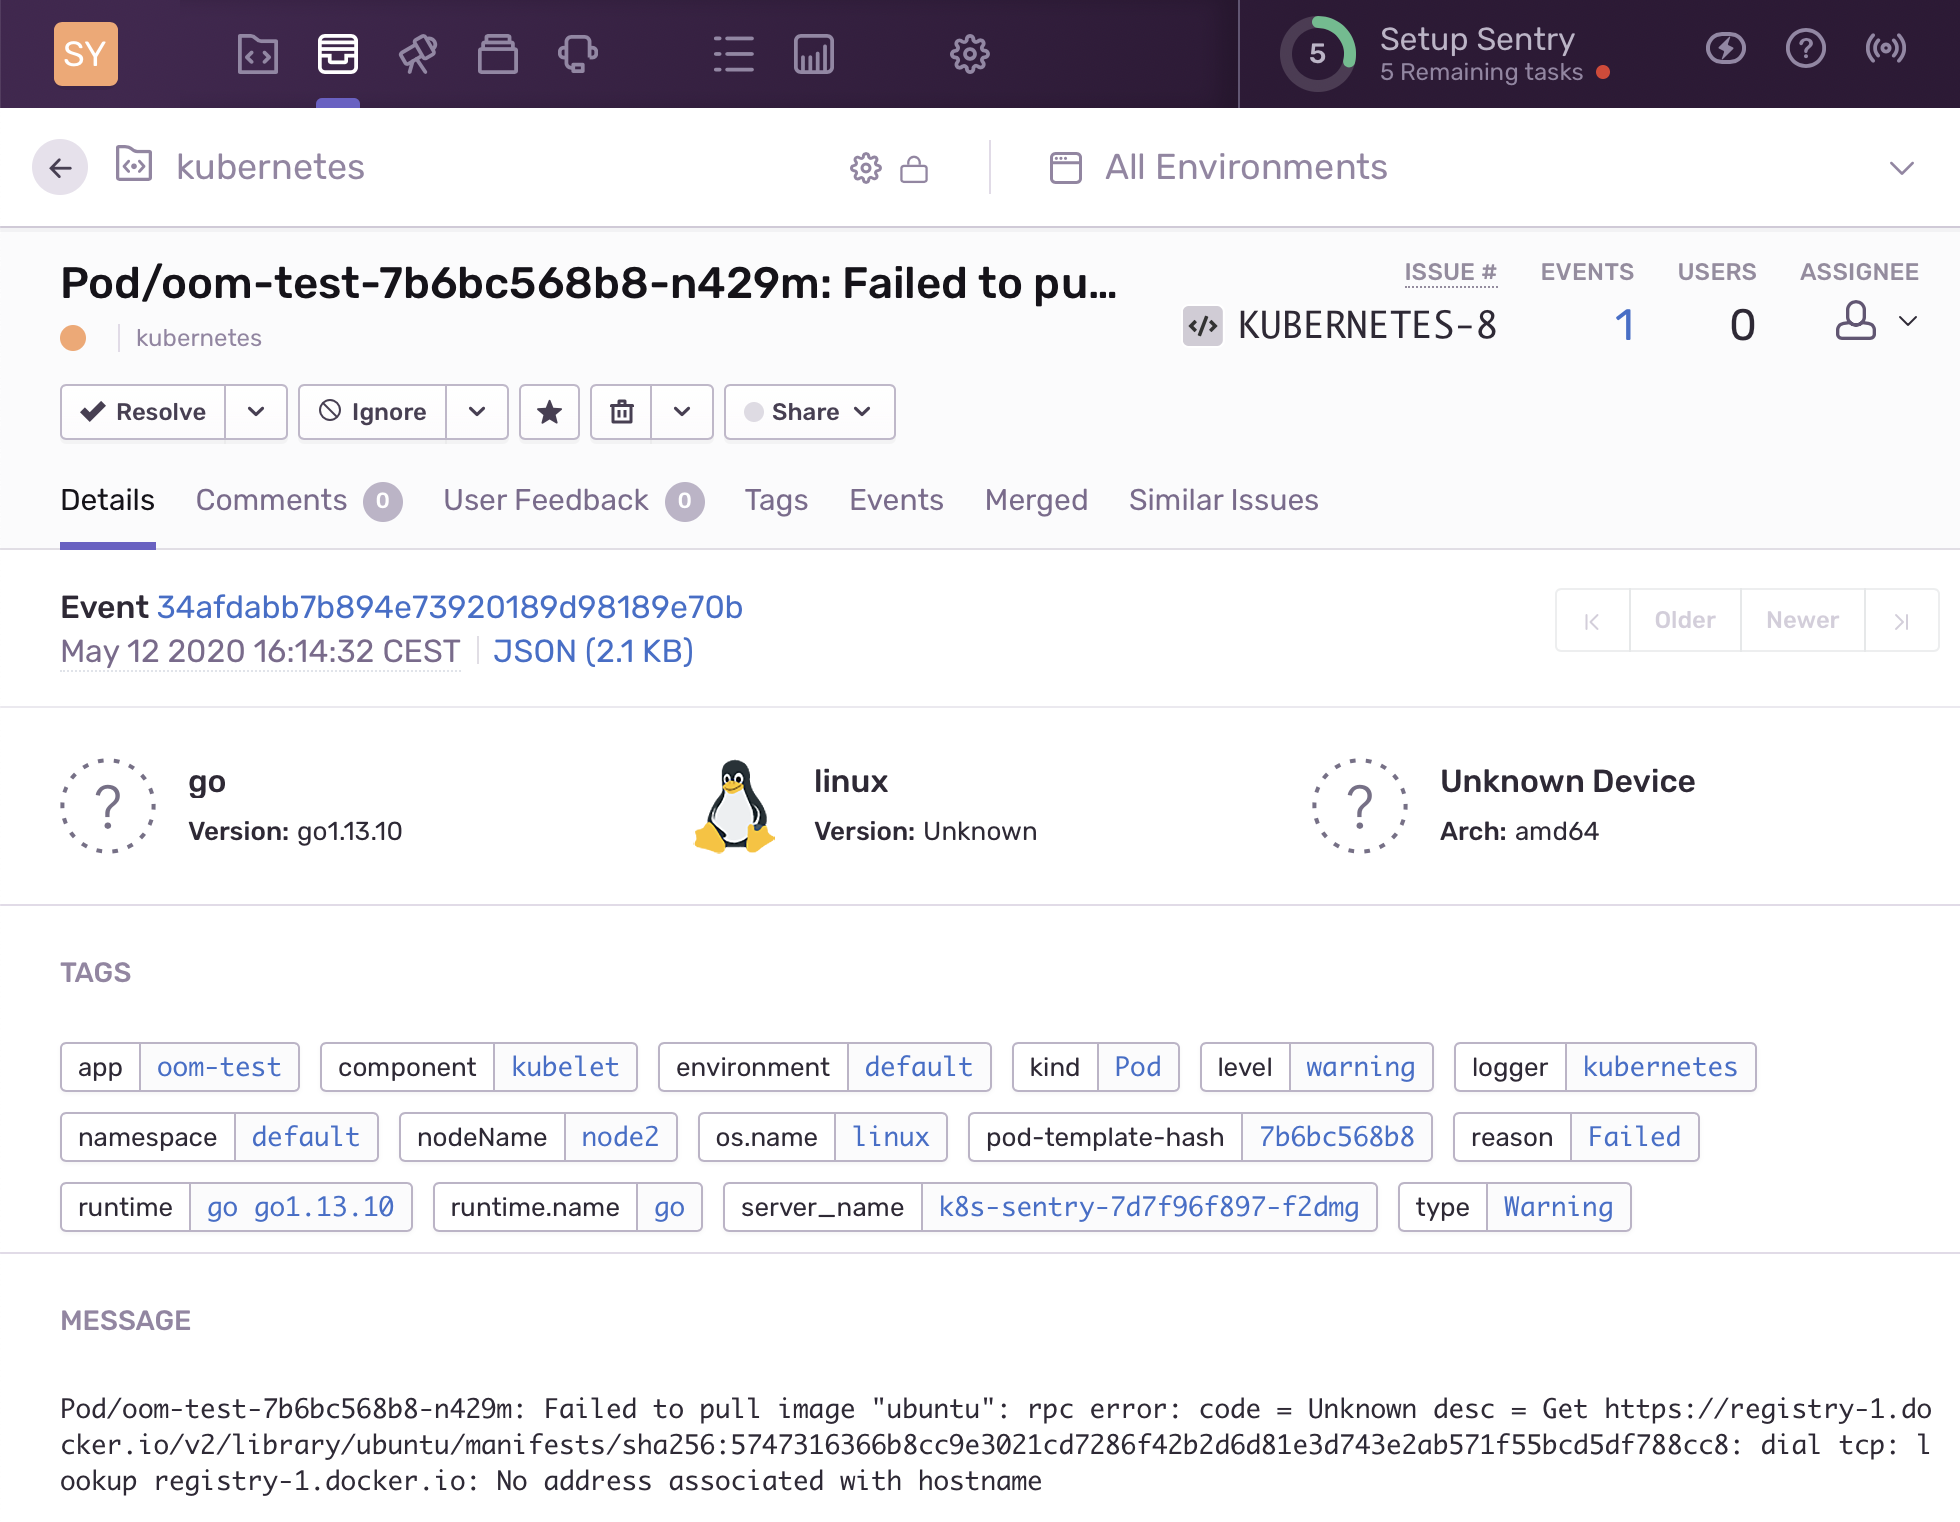 SY
5
Setup Sentry
5 Remaining tasks
kubernetes
All Environments
Pod/oom-test-7b6bc568b8-n429m: Failed to pu...
kubernetes
ISSUE # EVENTS USERS ASSIGNEE
KUBERNETES-8 1 0
Resolve Ignore Share
Details Comments 0 User Feedback 0 Tags Events Merged Similar Issues
Event 34afdabb7b894e73920189d98189e70b
May 12 2020 16:14:32 CEST JSON (2.1 KB)
Older Newer
? go
Version: go1.13.10
linux
Version: Unknown
? Unknown Device
Arch: amd64
TAGS
app oom-test component kubelet environment default kind Pod level warning logger kubernetes
namespace default nodeName node2 os.name linux pod-template-hash 7b6bc568b8 reason Failed
runtime go go1.13.10 runtime.name go server_name k8s-sentry-7d7f96f897-f2dmg type Warning
MESSAGE
Pod/oom-test-7b6bc568b8-n429m: Failed to pull image "ubuntu": rpc error: code = Unknown desc = Get https://registry-1.do
cker.io/v2/library/ubuntu/manifests/sha256:5747316366b8cc9e3021cd7286f42b2d6d81e3d743e2ab571f55bcd5df788cc8: dial tcp: l
ookup registry-1.docker.io: No address associated with hostname